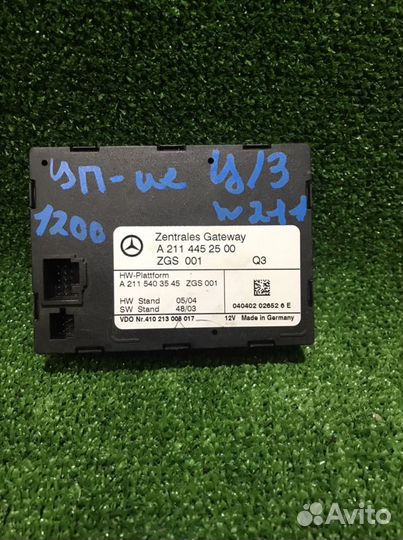 уп-ие ц/з
1200 w211
Zentrales Gateway
A 211 445 25 00
ZGS 001 Q3
HW-Plattform
A 211 540 35 45 ZGS 001
HW Stand 05/04
SW Stand 48/03
040402 02652 6 E
VDO Nr.410 213 006 017 12V Made in Germany
Avito